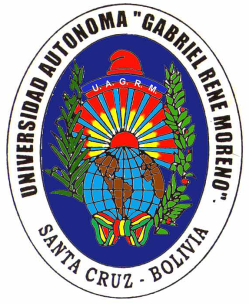 UNIVERSIDAD AUTONOMA "GABRIEL RENE MORENO".
U. A. G. R. M.
SANTA CRUZ - BOLIVIA